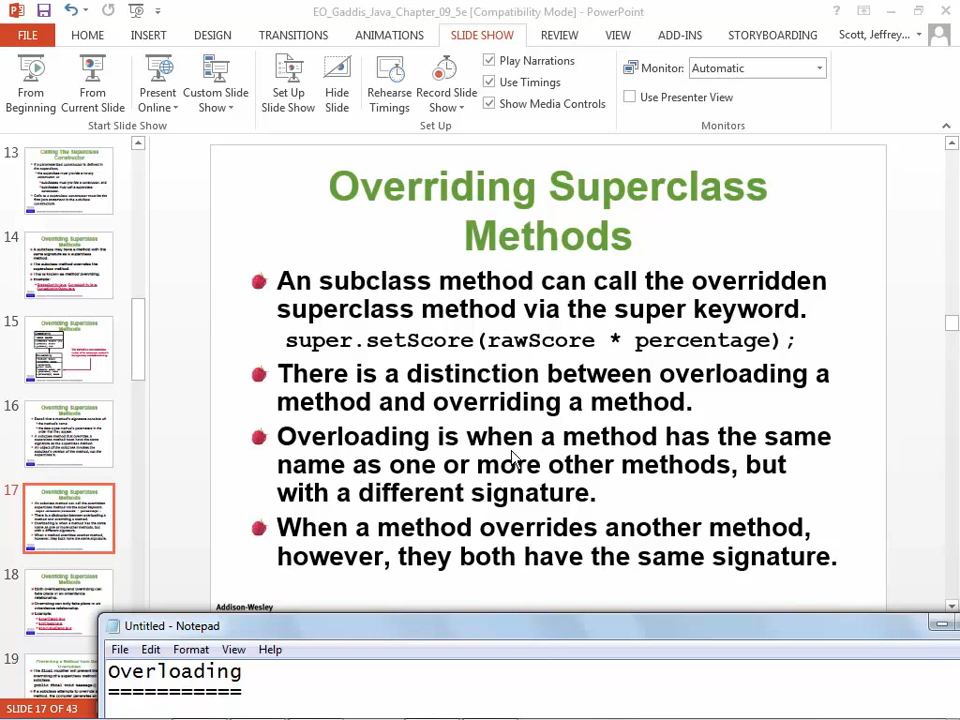 EO_Gaddis_Java_Chapter_09_5e [Compatibility Mode] - PowerPoint
FILE HOME INSERT DESIGN TRANSITIONS ANIMATIONS SLIDE SHOW REVIEW VIEW ADD-INS STORYBOARDING Scott, Jeffrey...
From Beginning
From Current Slide
Present Online
Custom Slide Show
Set Up Slide Show
Hide Slide
Rehearse Timings
Record Slide Show
Play Narrations
Use Timings
Show Media Controls
Monitor: Automatic
Use Presenter View
Start Slide Show
Set Up
Monitors
13
14
15
16
17
18
19
Overriding Superclass
Methods
An subclass method can call the overridden
superclass method via the super keyword.
super.setScore(rawScore * percentage);
There is a distinction between overloading a
method and overriding a method.
Overloading is when a method has the same
name as one or more other methods, but
with a different signature.
When a method overrides another method,
however, they both have the same signature.
Addison-Wesley
Untitled - Notepad
File Edit Format View Help
Overloading
===========
SLIDE 17 OF 43